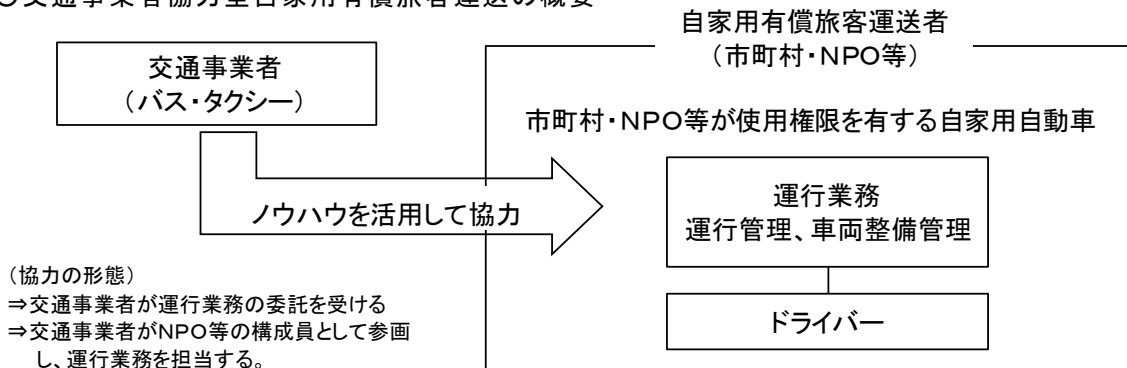 〇交通事業者協力型自家用有償旅客運送の概要
自家用有償旅客運送者
（市町村・NPO等）
交通事業者
（バス・タクシー）
市町村・NPO等が使用権限を有する自家用自動車
ノウハウを活用して協力
運行業務
運行管理、車両整備管理
ドライバー
（協力の形態）
⇒交通事業者が運行業務の委託を受ける
⇒交通事業者がNPO等の構成員として参画
し、運行業務を担当する。